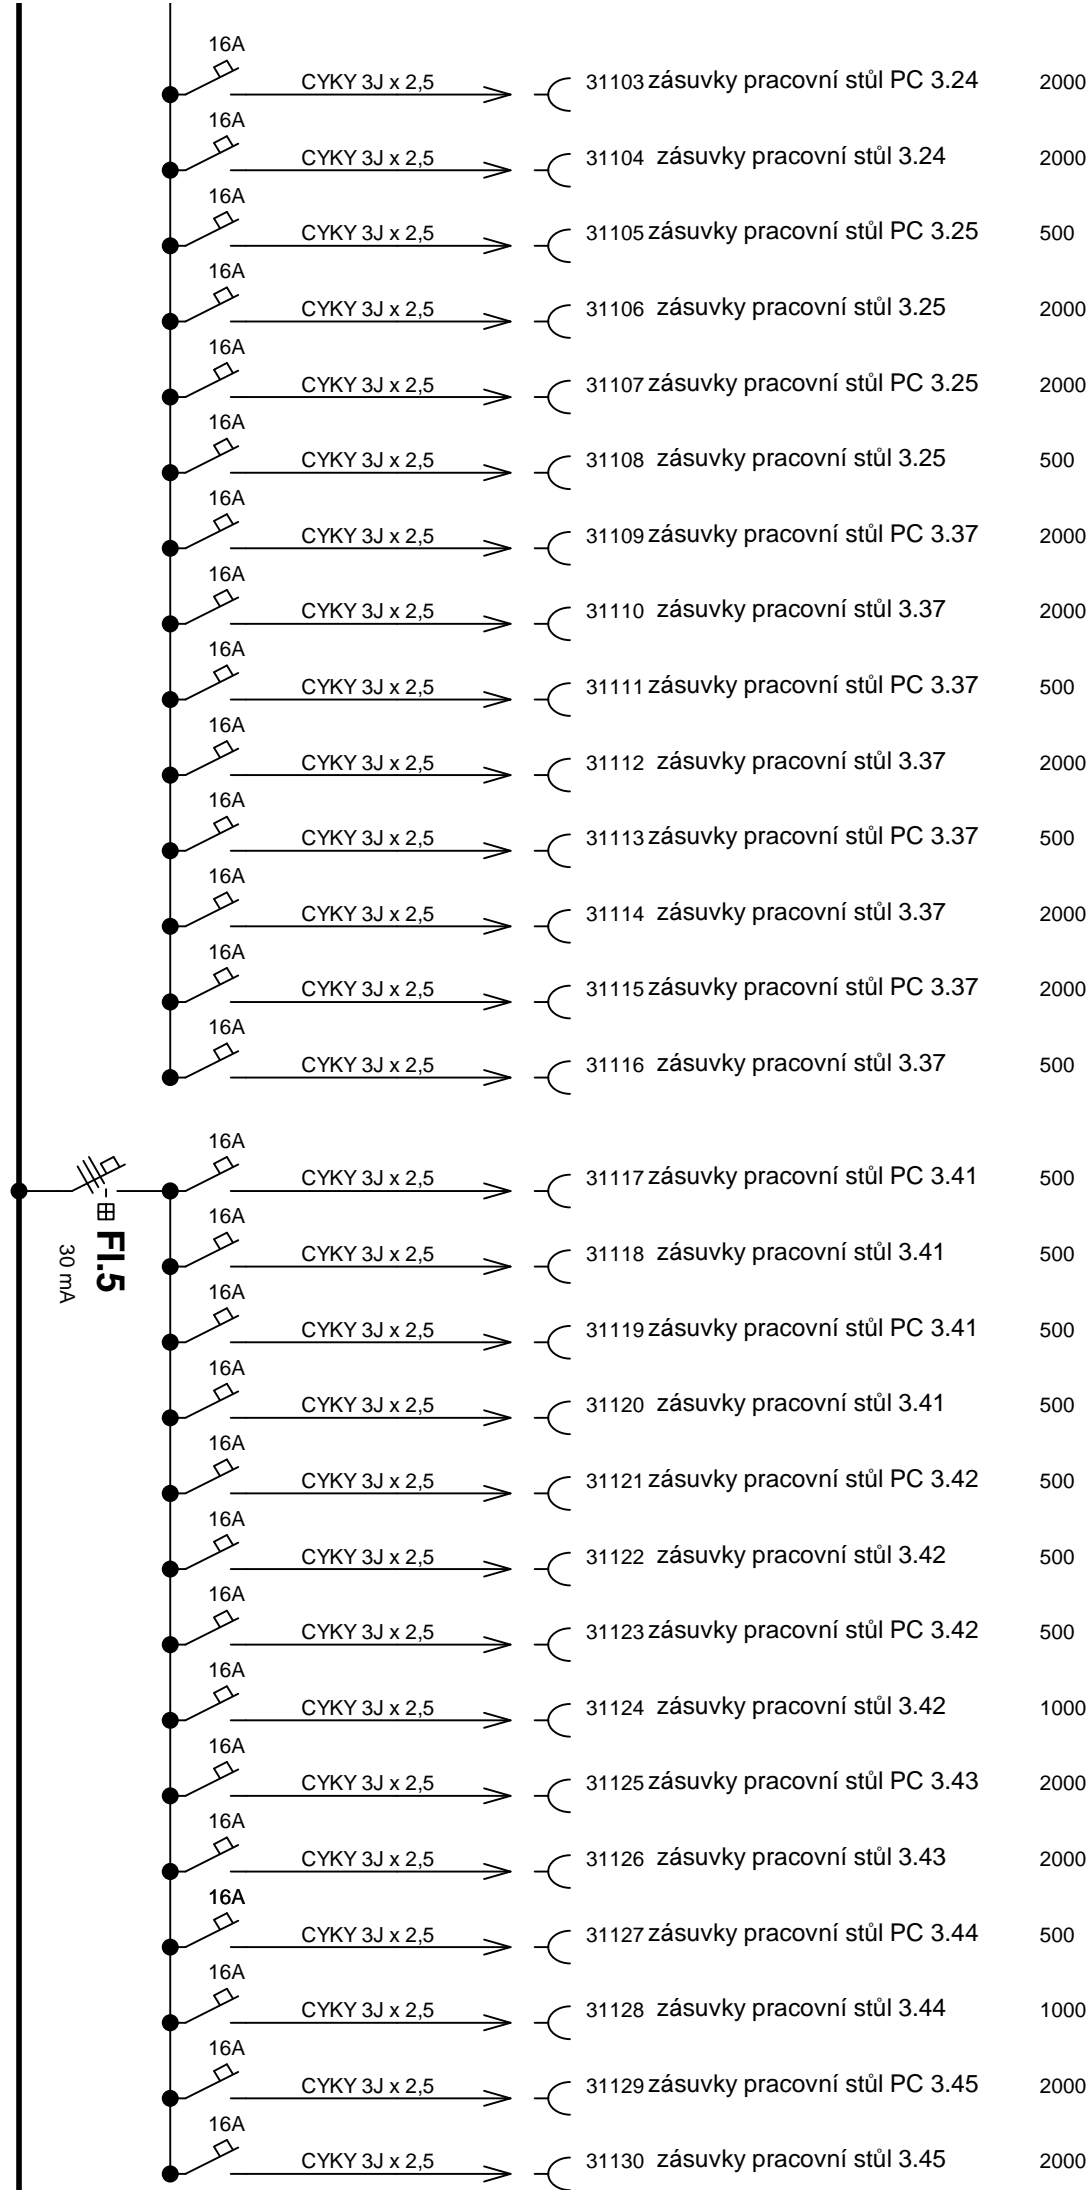 16A
CYKY 3J x 2,5 31103 zásuvky pracovní stůl PC 3.24 2000
16A
CYKY 3J x 2,5 31104 zásuvky pracovní stůl 3.24 2000
16A
CYKY 3J x 2,5 31105 zásuvky pracovní stůl PC 3.25 500
16A
CYKY 3J x 2,5 31106 zásuvky pracovní stůl 3.25 2000
16A
CYKY 3J x 2,5 31107 zásuvky pracovní stůl PC 3.25 2000
16A
CYKY 3J x 2,5 31108 zásuvky pracovní stůl 3.25 500
16A
CYKY 3J x 2,5 31109 zásuvky pracovní stůl PC 3.37 2000
16A
CYKY 3J x 2,5 31110 zásuvky pracovní stůl 3.37 2000
16A
CYKY 3J x 2,5 31111 zásuvky pracovní stůl PC 3.37 500
16A
CYKY 3J x 2,5 31112 zásuvky pracovní stůl 3.37 2000
16A
CYKY 3J x 2,5 31113 zásuvky pracovní stůl PC 3.37 500
16A
CYKY 3J x 2,5 31114 zásuvky pracovní stůl 3.37 2000
16A
CYKY 3J x 2,5 31115 zásuvky pracovní stůl PC 3.37 2000
16A
CYKY 3J x 2,5 31116 zásuvky pracovní stůl 3.37 500
16A
CYKY 3J x 2,5 31117 zásuvky pracovní stůl PC 3.41 500
FI.5
30 mA
16A
CYKY 3J x 2,5 31118 zásuvky pracovní stůl 3.41 500
16A
CYKY 3J x 2,5 31119 zásuvky pracovní stůl PC 3.41 500
16A
CYKY 3J x 2,5 31120 zásuvky pracovní stůl 3.41 500
16A
CYKY 3J x 2,5 31121 zásuvky pracovní stůl PC 3.42 500
16A
CYKY 3J x 2,5 31122 zásuvky pracovní stůl 3.42 500
16A
CYKY 3J x 2,5 31123 zásuvky pracovní stůl PC 3.42 500
16A
CYKY 3J x 2,5 31124 zásuvky pracovní stůl 3.42 1000
16A
CYKY 3J x 2,5 31125 zásuvky pracovní stůl PC 3.43 2000
16A
CYKY 3J x 2,5 31126 zásuvky pracovní stůl 3.43 2000
16A
CYKY 3J x 2,5 31127 zásuvky pracovní stůl PC 3.44 500
16A
CYKY 3J x 2,5 31128 zásuvky pracovní stůl 3.44 1000
16A
CYKY 3J x 2,5 31129 zásuvky pracovní stůl PC 3.45 2000
16A
CYKY 3J x 2,5 31130 zásuvky pracovní stůl 3.45 2000